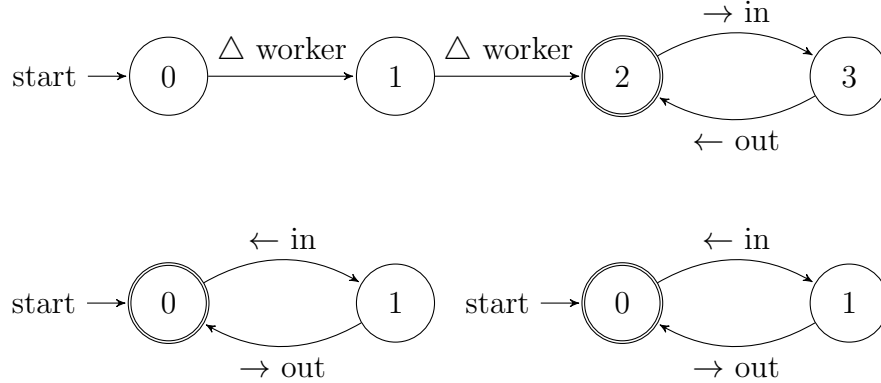 → in
start 0 △ worker 1 △ worker 2 3
← out
← in ← in
start 0 1 start 0 1
→ out → out